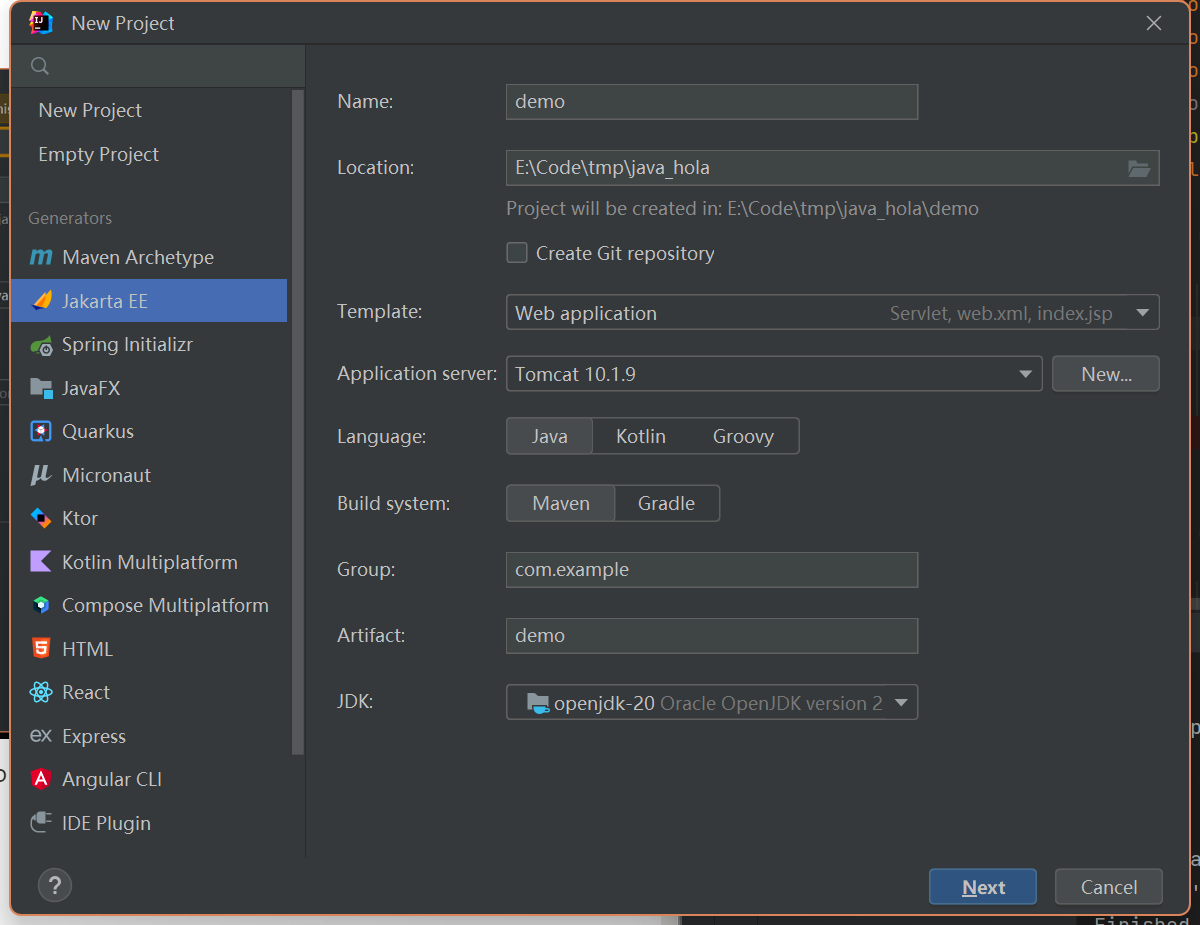 New Project
New Project
Empty Project
Generators
Maven Archetype
Jakarta EE
Spring Initializr
JavaFX
Quarkus
Micronaut
Ktor
Kotlin Multiplatform
Compose Multiplatform
HTML
React
ex Express
Angular CLI
IDE Plugin
Name: demo
Location: E:\Code\tmp\java_hola
Project will be created in: E:\Code\tmp\java_hola\demo
Create Git repository
Template: Web application Servlet, web.xml, index.jsp
Application server: Tomcat 10.1.9 New...
Language: Java Kotlin Groovy
Build system: Maven Gradle
Group: com.example
Artifact: demo
JDK: openjdk-20 Oracle OpenJDK version 2
? Next Cancel
Finished